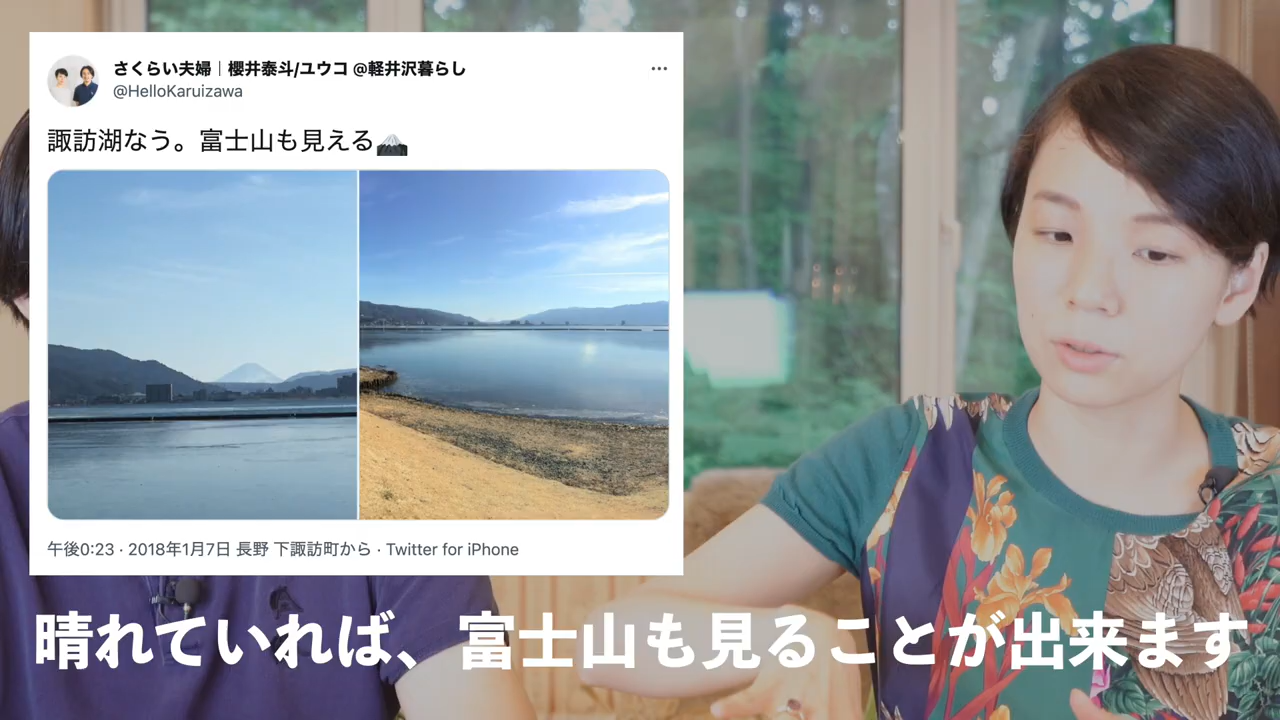 さくらい夫婦｜櫻井泰斗/ユウコ @軽井沢暮らし
@HelloKaruizawa
諏訪湖なう。富士山も見える🗻
午後0:23 · 2018年1月7日 長野 下諏訪町から · Twitter for iPhone
晴れていれば、富士山も見ることが出来ます